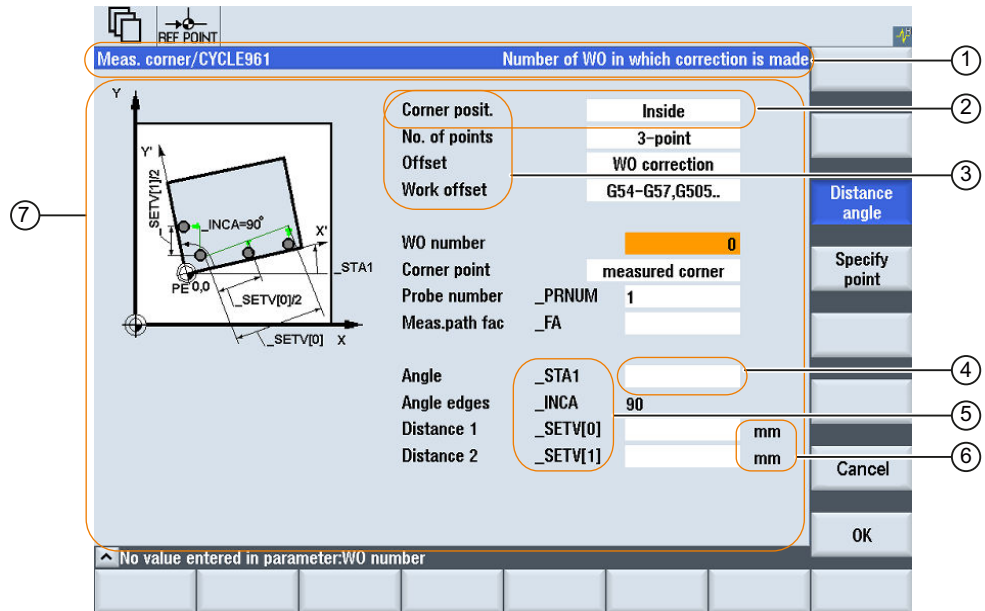 REF POINT
Meas. corner/CYCLE961 Number of WO in which correction is made
1
Y
Corner posit. Inside
2
No. of points 3-point
Offset WO correction
3
Work offset G54-G57,G505..
Distance
angle
Y'
SETV[1]/2
_INCA=90°
X'
_STA1
7
WO number 0
Corner point measured corner
Specify
point
PE 0,0
_SETV[0]/2
Probe number _PRNUM 1
Meas.path fac _FA
_SETV[0] X
Angle _STA1
4
Angle edges _INCA 90
5
Distance 1 _SETV[0] mm
Distance 2 _SETV[1] mm
6
Cancel
OK
No value entered in parameter:WO number